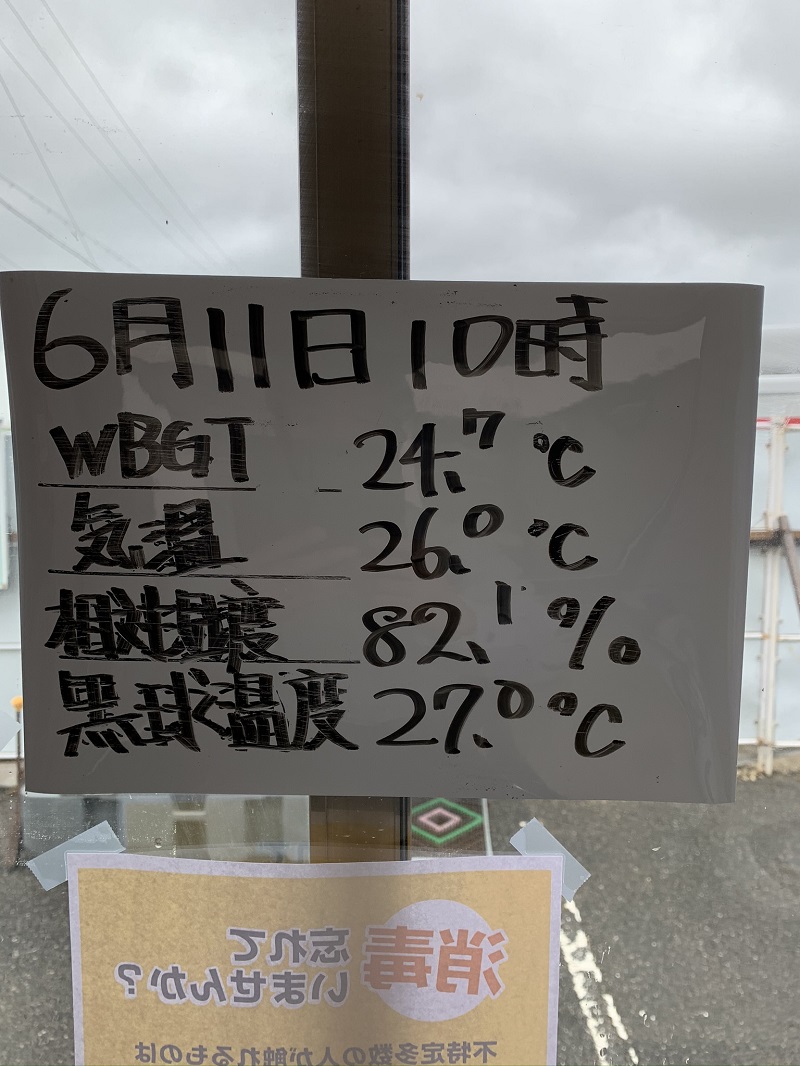 6月11日10時
WBGT 24.7℃
気温 26.0℃
相対湿度 82.1%
黒球温度 27.0℃
消毒 忘れて
いませんか?
不特定多数の人が触れるものは